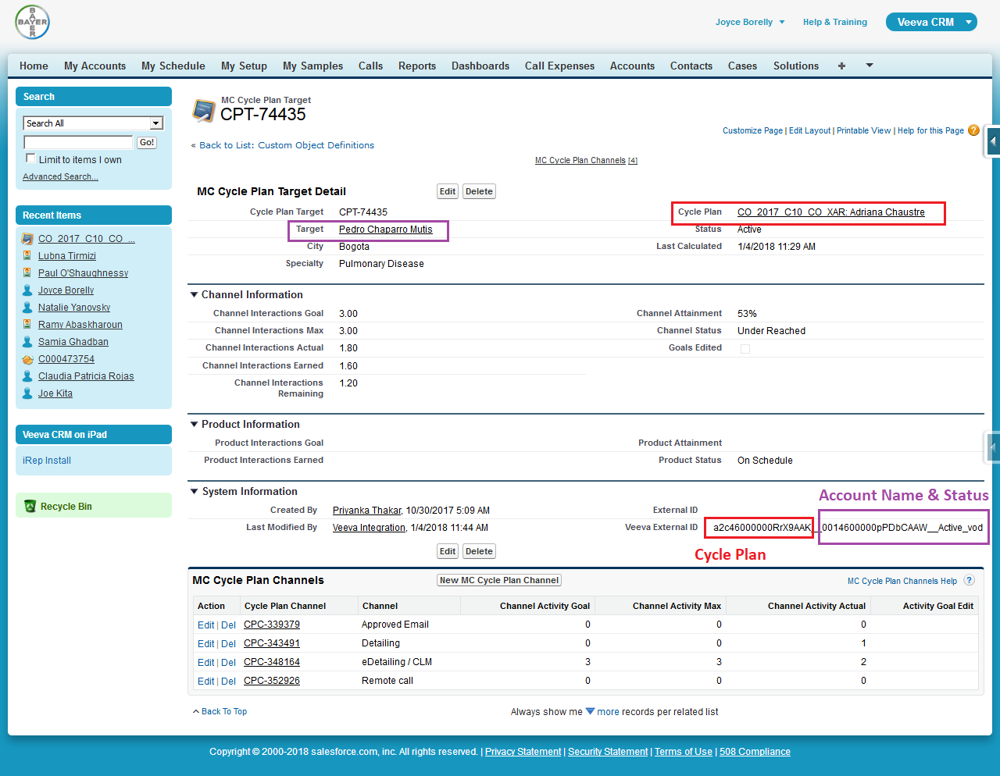 BAYER
BAYER
Joyce Borelly
Help & Training
Veeva CRM
Home My Accounts My Schedule My Setup My Samples Calls Reports Dashboards Call Expenses Accounts Contacts Cases Solutions +
Search
Search All
Go!
Limit to items I own
Advanced Search...
Recent Items
CO_2017_C10_CO_...
Lubna Tirmizi
Paul O'Shaughnessy
Joyce Borelly
Natalie Yanovsky
Ramy Abaskharoun
Samia Ghadban
C000473754
Claudia Patricia Rojas
Joe Kita
Veeva CRM on iPad
iRep Install
Recycle Bin
MC Cycle Plan Target
CPT-74435
Customize Page | Edit Layout | Printable View | Help for this Page ?
« Back to List: Custom Object Definitions
MC Cycle Plan Channels [4]
MC Cycle Plan Target Detail Edit Delete
Cycle Plan Target CPT-74435 Cycle Plan CO_2017_C10_CO_XAR: Adriana Chaustre
Target Pedro Chaparro Mutis Status Active
City Bogota Last Calculated 1/4/2018 11:29 AM
Specialty Pulmonary Disease
Channel Information
Channel Interactions Goal 3.00 Channel Attainment 53%
Channel Interactions Max 3.00 Channel Status Under Reached
Channel Interactions Actual 1.80 Goals Edited
Channel Interactions Earned 1.60
Channel Interactions Remaining 1.20
Product Information
Product Interactions Goal Product Attainment
Product Interactions Earned Product Status On Schedule
System Information
Account Name & Status
Created By Priyanka Thakar, 10/30/2017 5:09 AM External ID
Last Modified By Veeva Integration, 1/4/2018 11:44 AM Veeva External ID a2c46000000RrX9AAK__0014600000pPDbCAAW__Active_vod
Edit Delete
Cycle Plan
MC Cycle Plan Channels New MC Cycle Plan Channel MC Cycle Plan Channels Help ?
Action Cycle Plan Channel Channel Channel Activity Goal Channel Activity Max Channel Activity Actual Activity Goal Edit
Edit | Del CPC-339379 Approved Email 0 0 0
Edit | Del CPC-343491 Detailing 0 0 1
Edit | Del CPC-348164 eDetailing / CLM 3 3 2
Edit | Del CPC-352926 Remote call 0 0 0
Back To Top
Always show me more records per related list
Copyright © 2000-2018 salesforce.com, inc. All rights reserved. | Privacy Statement | Security Statement | Terms of Use | 508 Compliance